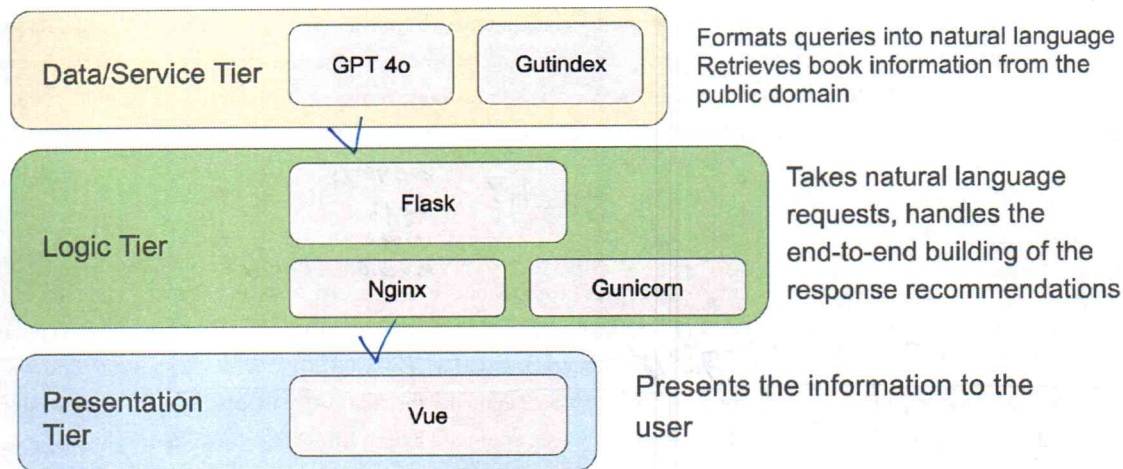 Data/Service Tier
GPT 4o
Gutindex
Formats queries into natural language
Retrieves book information from the
public domain
Logic Tier
Flask
Nginx
Gunicorn
Takes natural language
requests, handles the
end-to-end building of the
response recommendations
Presentation
Tier
Vue
Presents the information to the
user